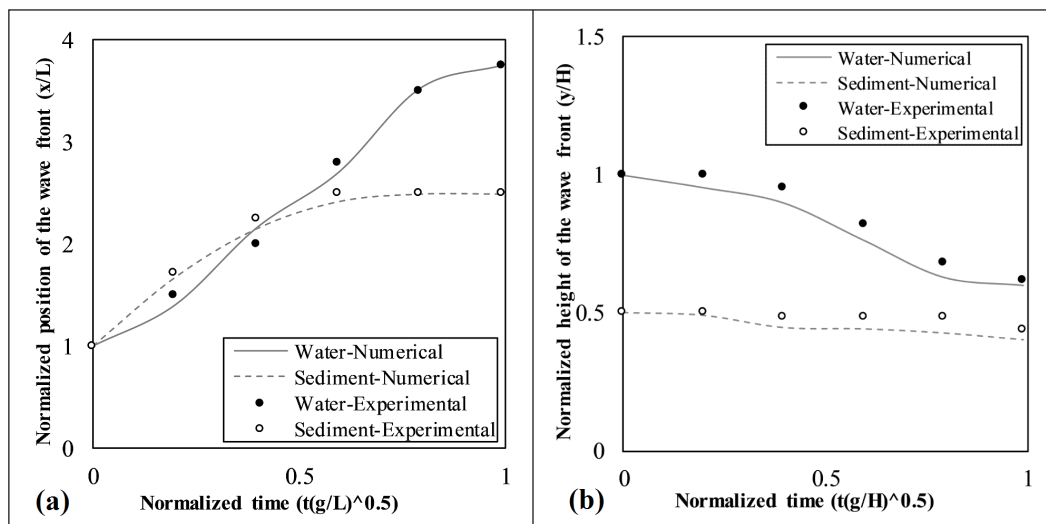 Normalized position of the wave ftont (x/L)
4
3
2
1
0
Water-Numerical
Sediment-Numerical
Water-Experimental
Sediment-Experimental
0
0.5
1
(a)
Normalized time (t(g/L)^0.5)
Normalized height of the wave front (y/H)
1.5
1
0.5
0
Water-Numerical
Sediment-Numerical
Water-Experimental
Sediment-Experimental
0
0.5
1
(b)
Normalized time (t(g/H)^0.5)